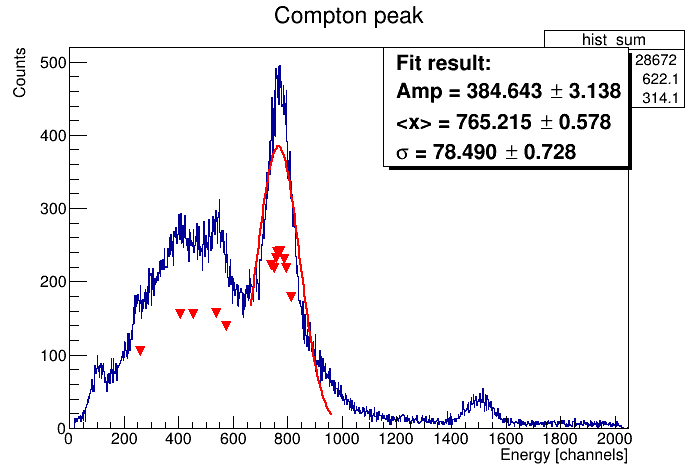 Compton peak
hist_sum
28672
622.1
314.1
Fit result:
Amp = 384.643 ± 3.138
<x> = 765.215 ± 0.578
σ = 78.490 ± 0.728
Counts
500
400
300
200
100
0
0 200 400 600 800 1000 1200 1400 1600 1800 2000
Energy [channels]